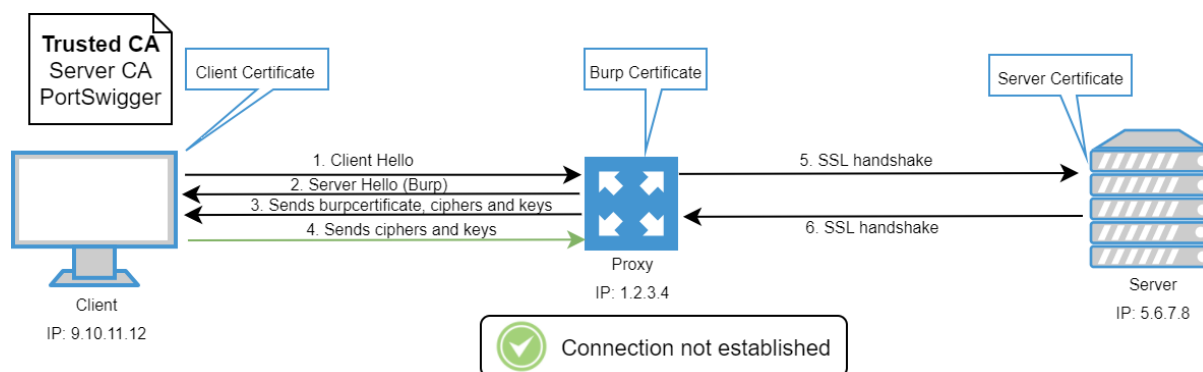 Trusted CA
Server CA
PortSwigger
Client Certificate
Burp Certificate
Server Certificate
1. Client Hello
2. Server Hello (Burp)
3. Sends burpcertificate, ciphers and keys
4. Sends ciphers and keys
5. SSL handshake
6. SSL handshake
Client
IP: 9.10.11.12
Proxy
IP: 1.2.3.4
Server
IP: 5.6.7.8
Connection not established